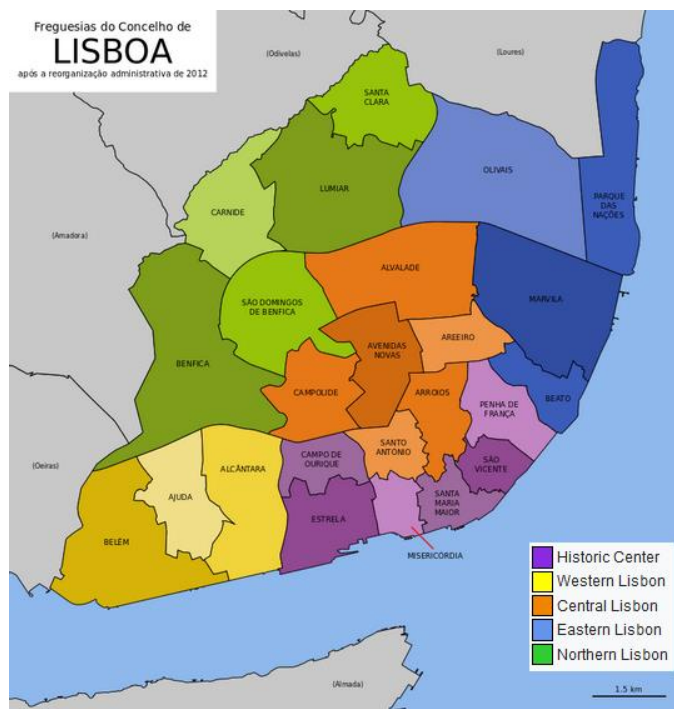 Freguesias do Concelho de
LISBOA
após a reorganização administrativa de 2012
(Odivelas)
(Loures)
SANTA
CLARA
OLIVAIS
LUMIAR
PARQUE
DAS
NAÇÕES
CARNIDE
(Amadora)
ALVALADE
MARVILA
SÃO DOMINGOS
DE BENFICA
AREEIRO
AVENIDAS
NOVAS
BENFICA
CAMPOLIDE
ARROIOS
BEATO
PENHA DE
FRANÇA
SANTO
ANTONIO
CAMPO DE
OURIQUE
(Oeiras)
ALCÂNTARA
SÃO
VICENTE
AJUDA
SANTA
MARIA
MAIOR
ESTRELA
BELÉM
MISERICÓRDIA
Historic Center
Western Lisbon
Central Lisbon
Eastern Lisbon
Northern Lisbon
(Almada)
1.5 km